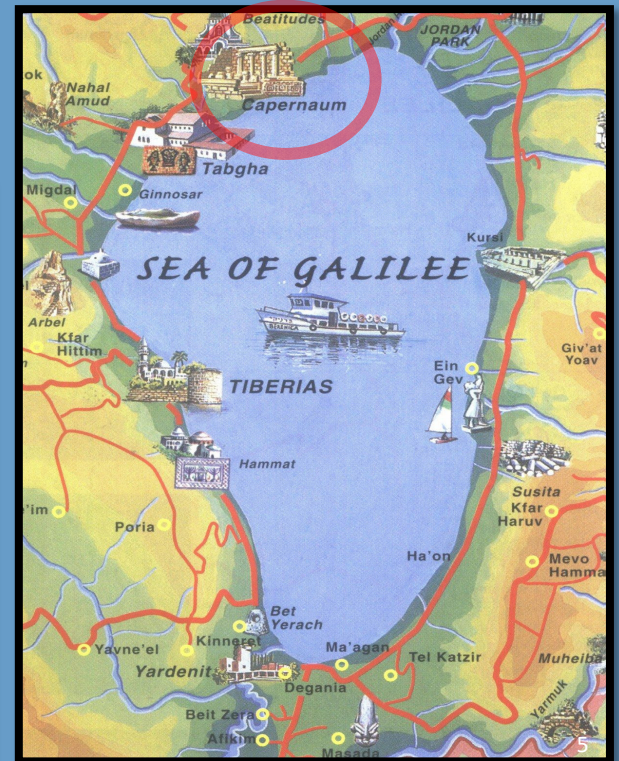 Beatitudes
JORDAN
PARK
ok
Nahal
Amud
Capernaum
Tabgha
Migdal
Ginnosar
Kursi
SEA OF GALILEE
Arbel
Kfar
Hittim
Giv'at
Yoav
Ein
Gev
TIBERIAS
Hammat
Susita
Kfar
Haruv
'im
Poria
Ha'on
Mevo
Hamma
Bet
Yerach
Kinneret
Yavne'el
Ma'agan
Tel Katzir
Muheiba
Yardenit
Degania
Beit Zera
Yarmuk
Afikim
Masada
5